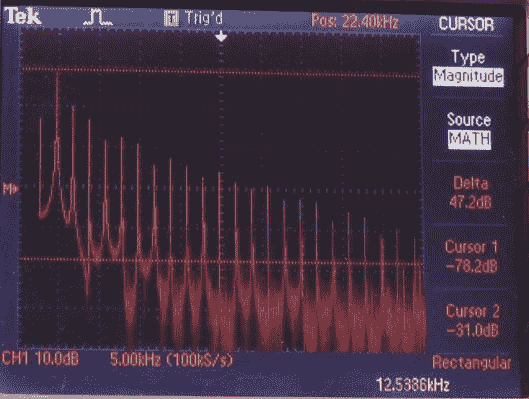 Tek Trig'd Pos: 22.40kHz CURSOR
Type
Magnitude
Source
MATH
M
Delta
47.2dB
Cursor 1
-78.2dB
Cursor 2
-31.0dB
CH1 10.0dB 5.00kHz (100kS/s) Rectangular
12.5386kHz